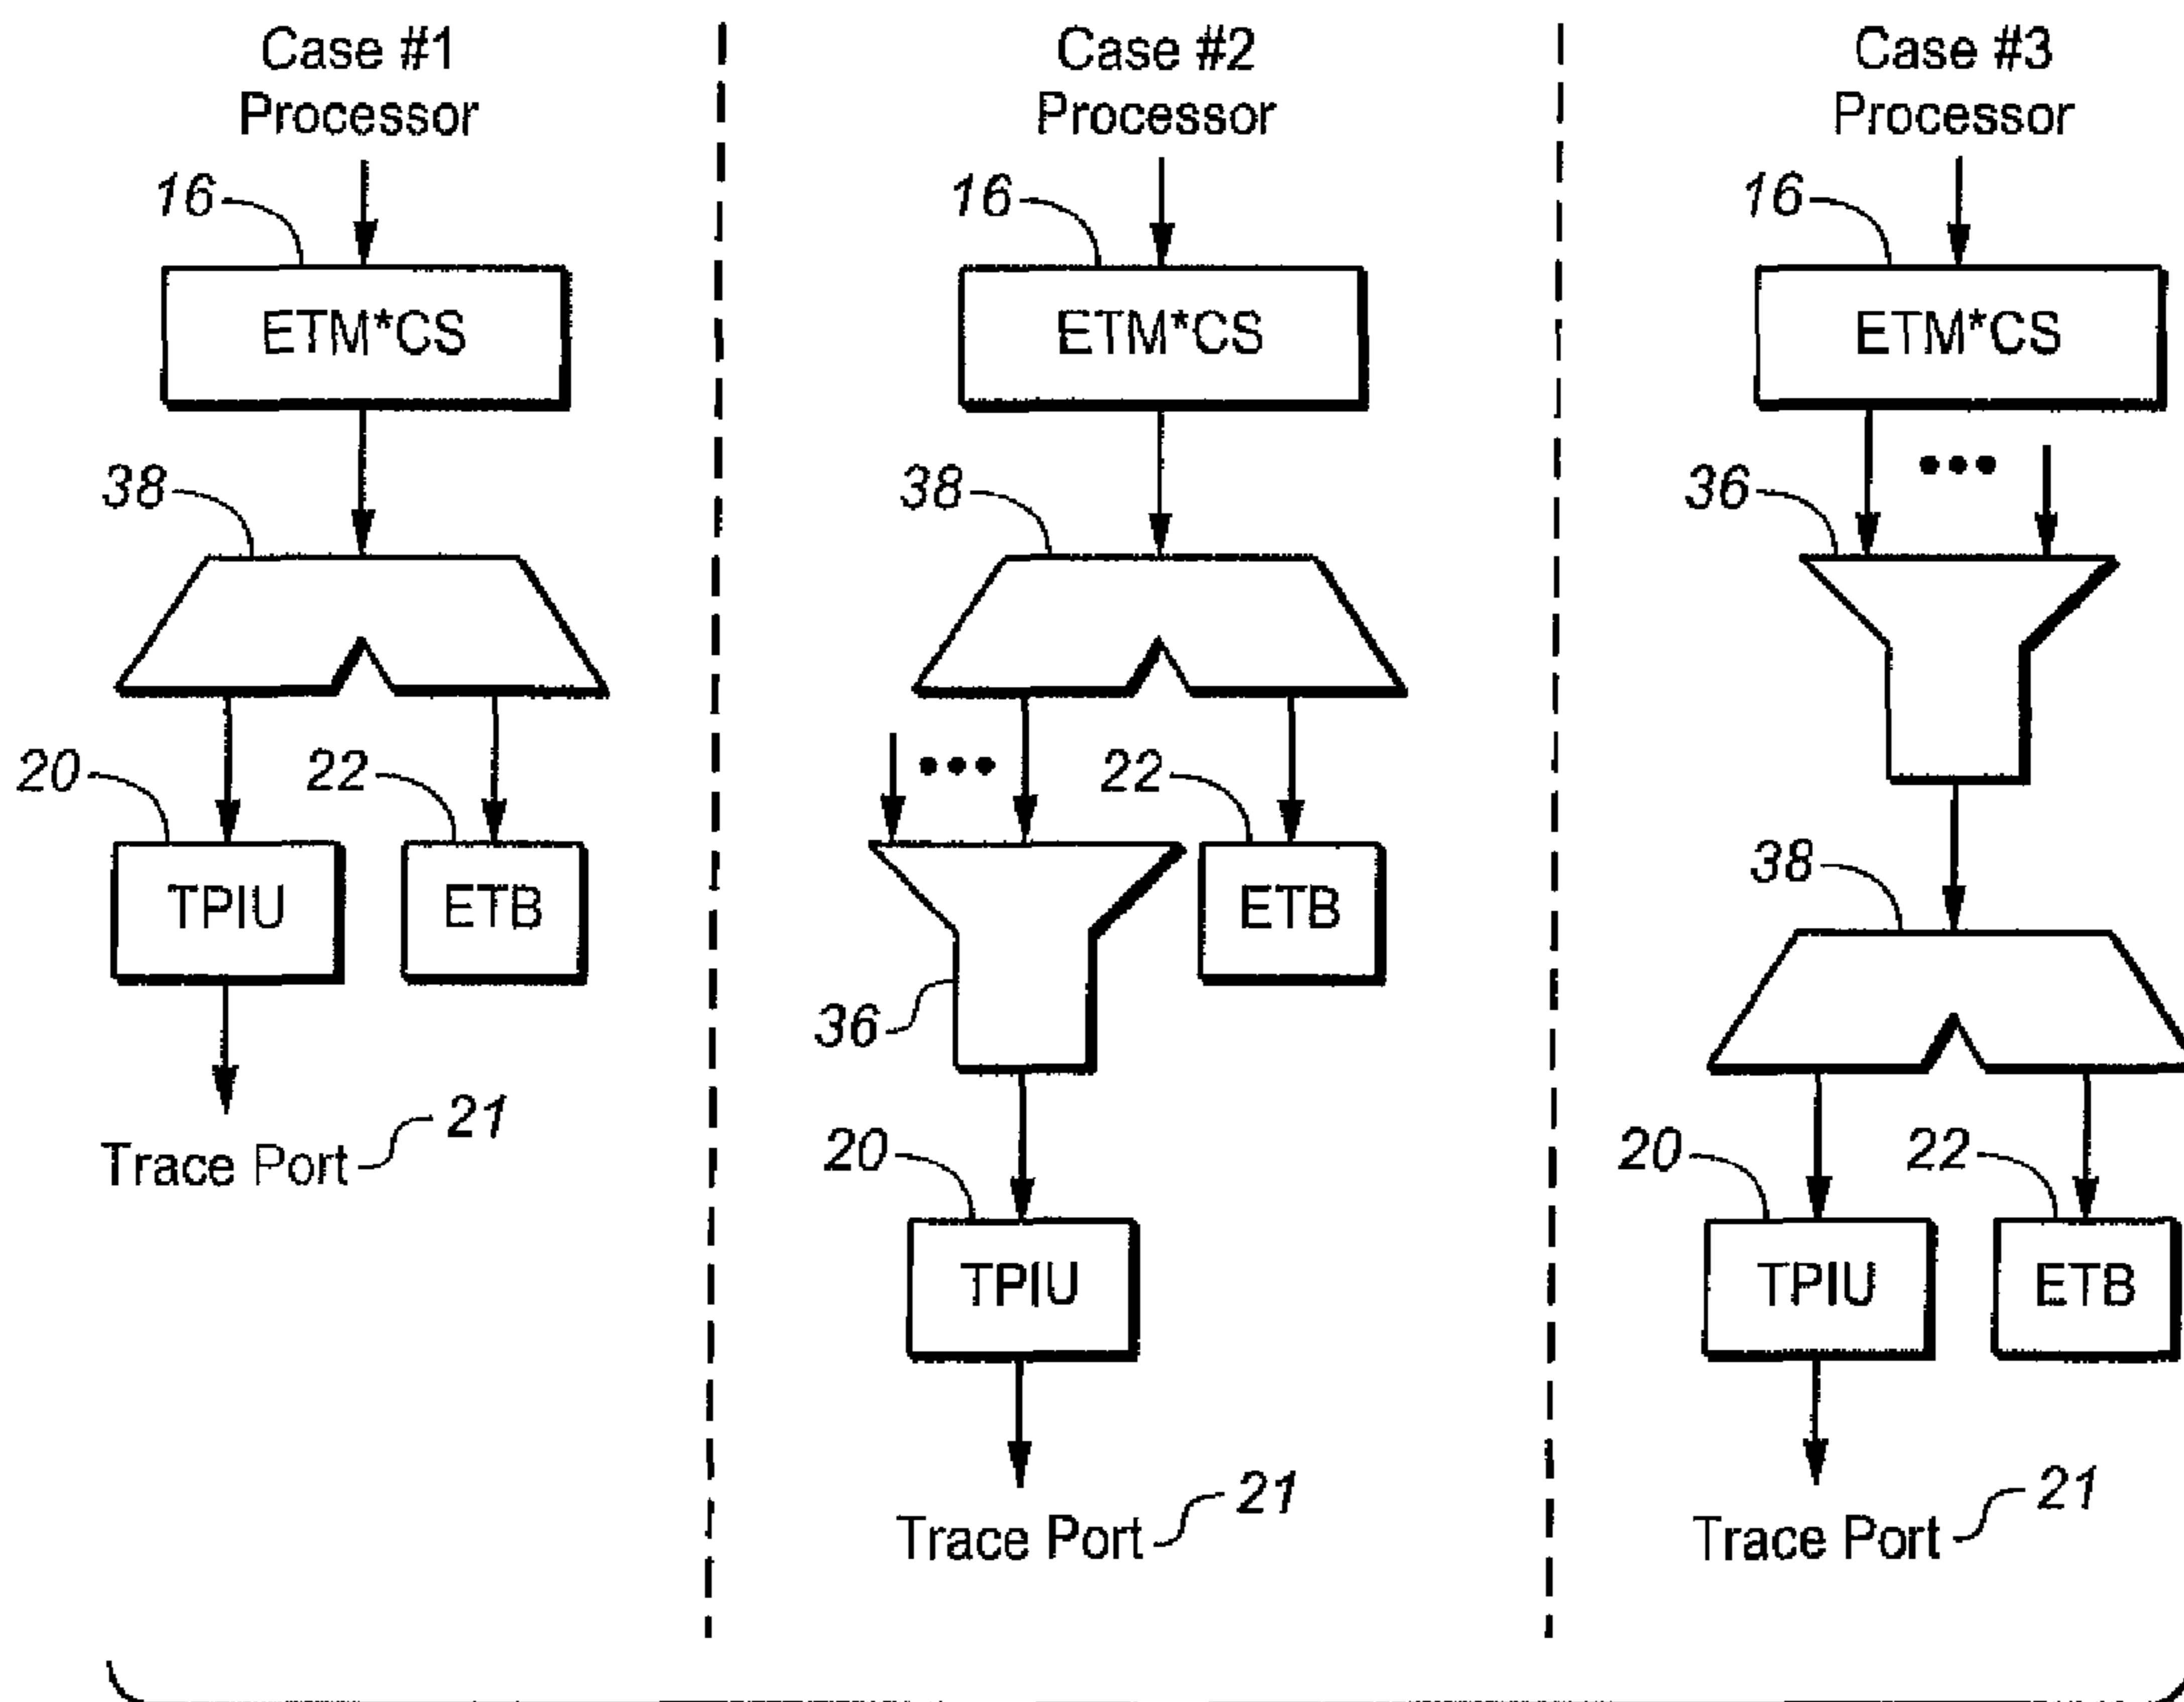 Case #1
Processor
16
ETM*CS
38
20
22
TPIU
ETB
21
Trace Port
Case #2
Processor
16
ETM*CS
38
22
ETB
36
20
TPIU
21
Trace Port
Case #3
Processor
16
ETM*CS
36
38
20
22
TPIU
ETB
21
Trace Port